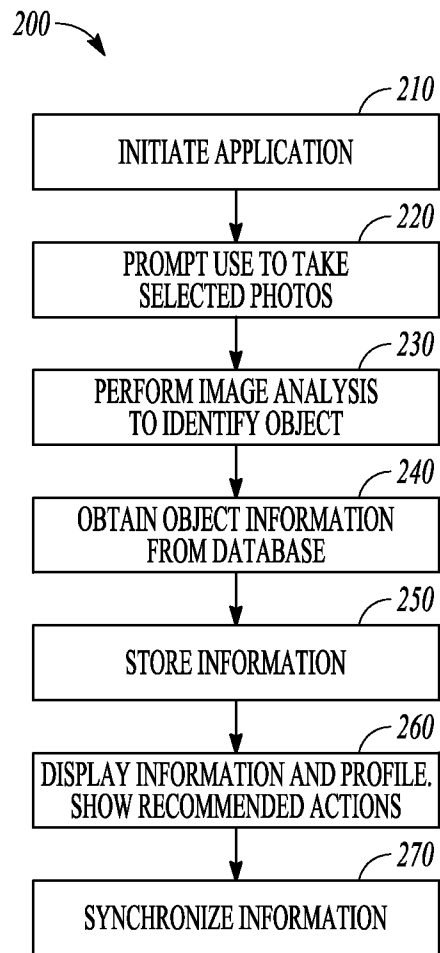 200
210
INITIATE APPLICATION
220
PROMPT USE TO TAKE
SELECTED PHOTOS
230
PERFORM IMAGE ANALYSIS
TO IDENTIFY OBJECT
240
OBTAIN OBJECT INFORMATION
FROM DATABASE
250
STORE INFORMATION
260
DISPLAY INFORMATION AND PROFILE.
SHOW RECOMMENDED ACTIONS
270
SYNCHRONIZE INFORMATION